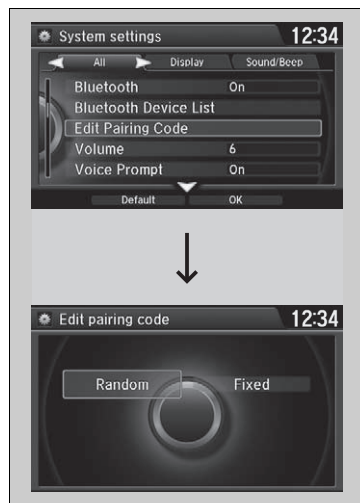 System settings 12:34
All Display Sound/Beep
Bluetooth On
Bluetooth Device List
Edit Pairing Code
Volume 6
Voice Prompt On
Default OK
Edit pairing code 12:34
Random Fixed